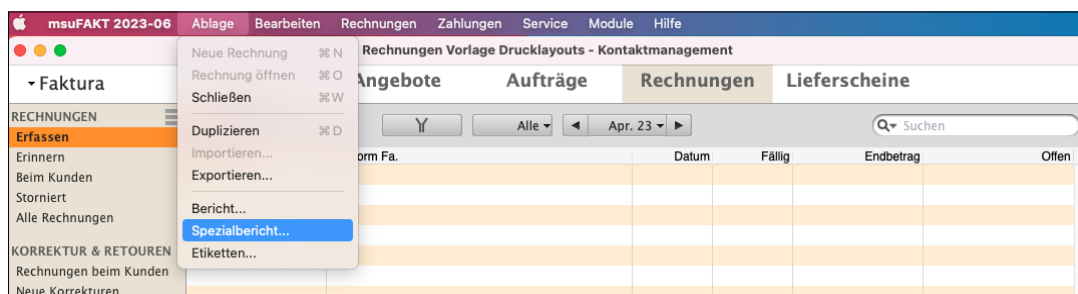 msuFAKT 2023-06 Ablage Bearbeiten Rechnungen Zahlungen Service Module Hilfe
Rechnungen Vorlage Drucklayouts - Kontaktmanagement
Faktura Angebote Aufträge Rechnungen Lieferscheine
Neue Rechnung ⌘ N
Rechnung öffnen ⌘ O
Schließen ⌘ W
Duplizieren ⌘ D
Importieren...
Exportieren...
Bericht...
Spezialbericht...
Etiketten...
RECHNUNGEN
Erfassen
Erinnern
Beim Kunden
Storniert
Alle Rechnungen
KORREKTUR & RETOUREN
Rechnungen beim Kunden
Neue Korrekturen
Alle Apr. 23 Suchen
orm Fa. Datum Fällig Endbetrag Offen